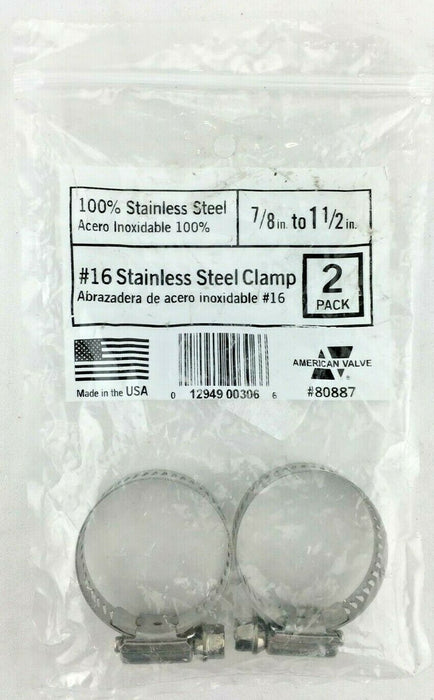 100% Stainless Steel
Acero Inoxidable 100%
7/8 in. to 1 1/2 in.
#16 Stainless Steel Clamp
Abrazadera de acero inoxidable #16
2
PACK
Made in the USA
0 12949 00306 6
AMERICAN VALVE
®
#80887